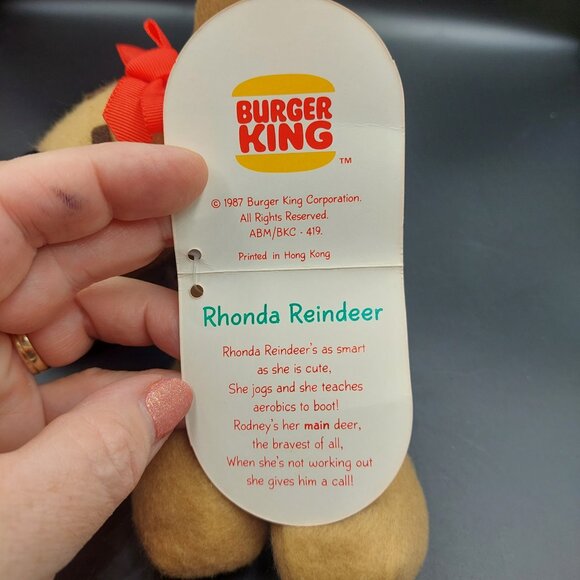 BURGER
KING
TM
© 1987 Burger King Corporation.
All Rights Reserved.
ABM/BKC - 419.
Printed in Hong Kong
Rhonda Reindeer
Rhonda Reindeer's as smart
as she is cute,
She jogs and she teaches
aerobics to boot!
Rodney's her main deer,
the bravest of all,
When she's not working out
she gives him a call!